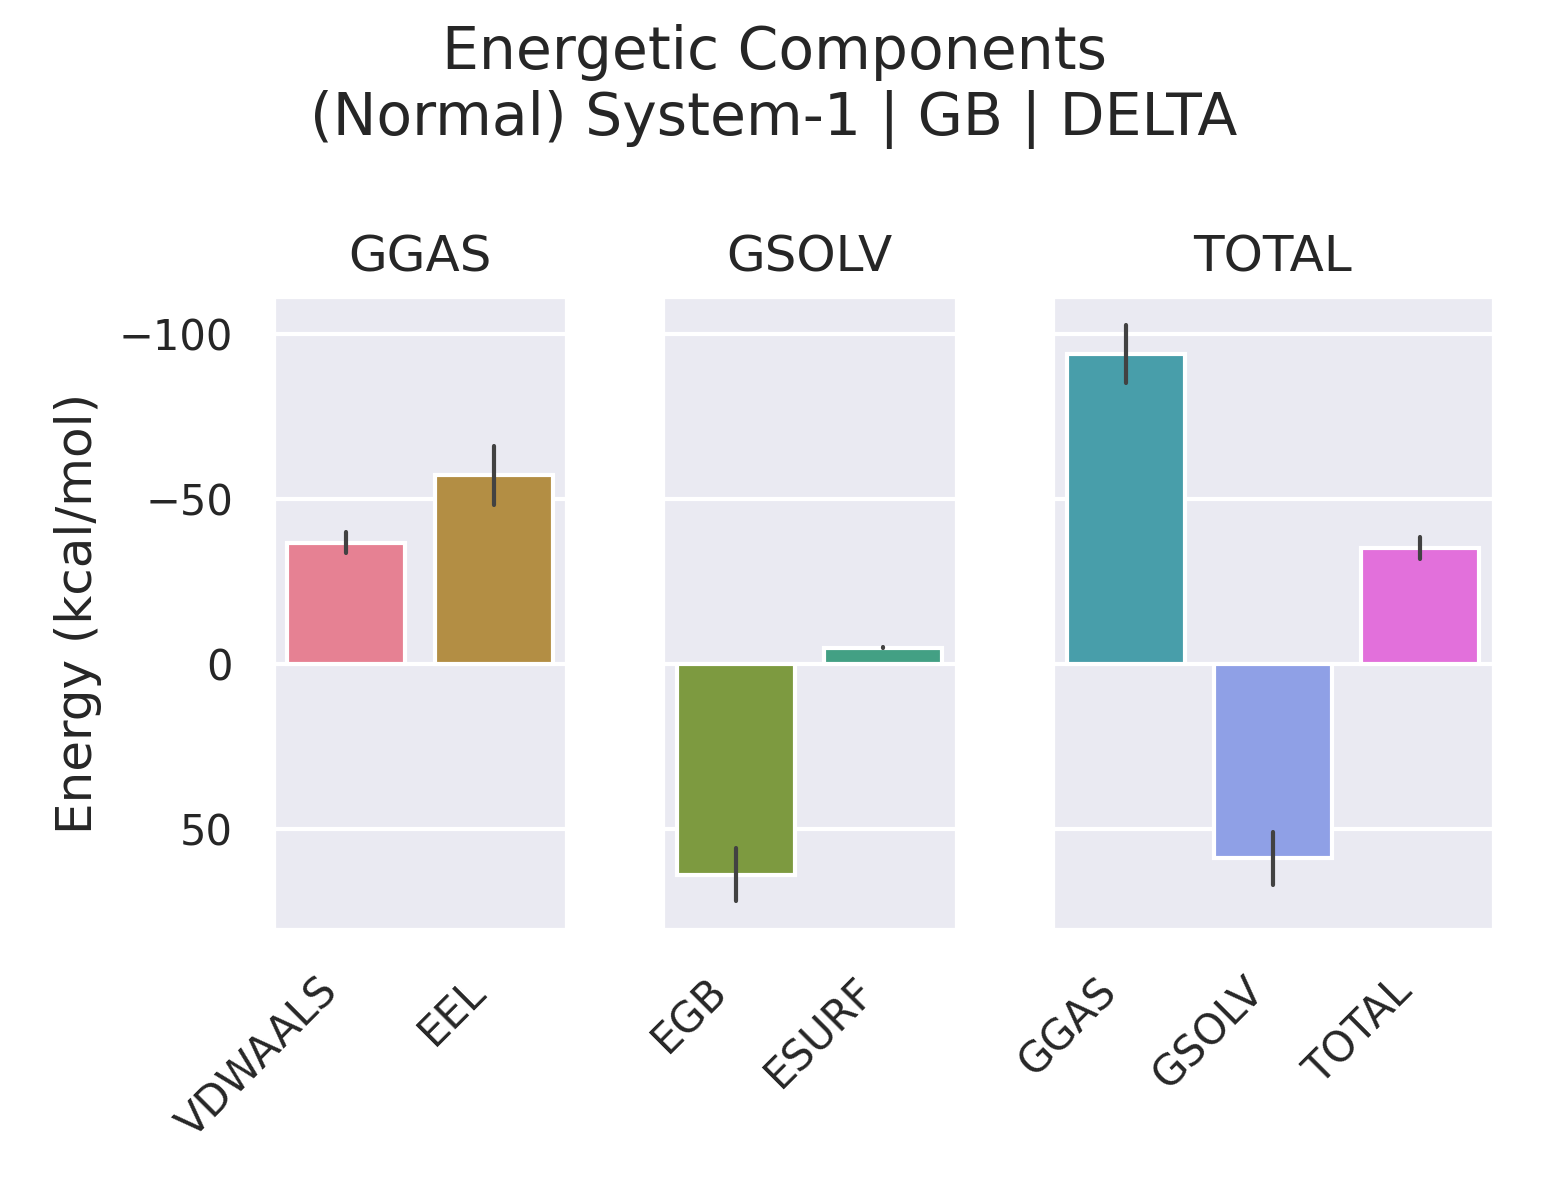 Energetic Components
(Normal) System-1 | GB | DELTA
GGAS
GSOLV
TOTAL
Energy (kcal/mol)
−100
−50
0
50
VDWAALS
EEL
EGB
ESURF
GGAS
GSOLV
TOTAL